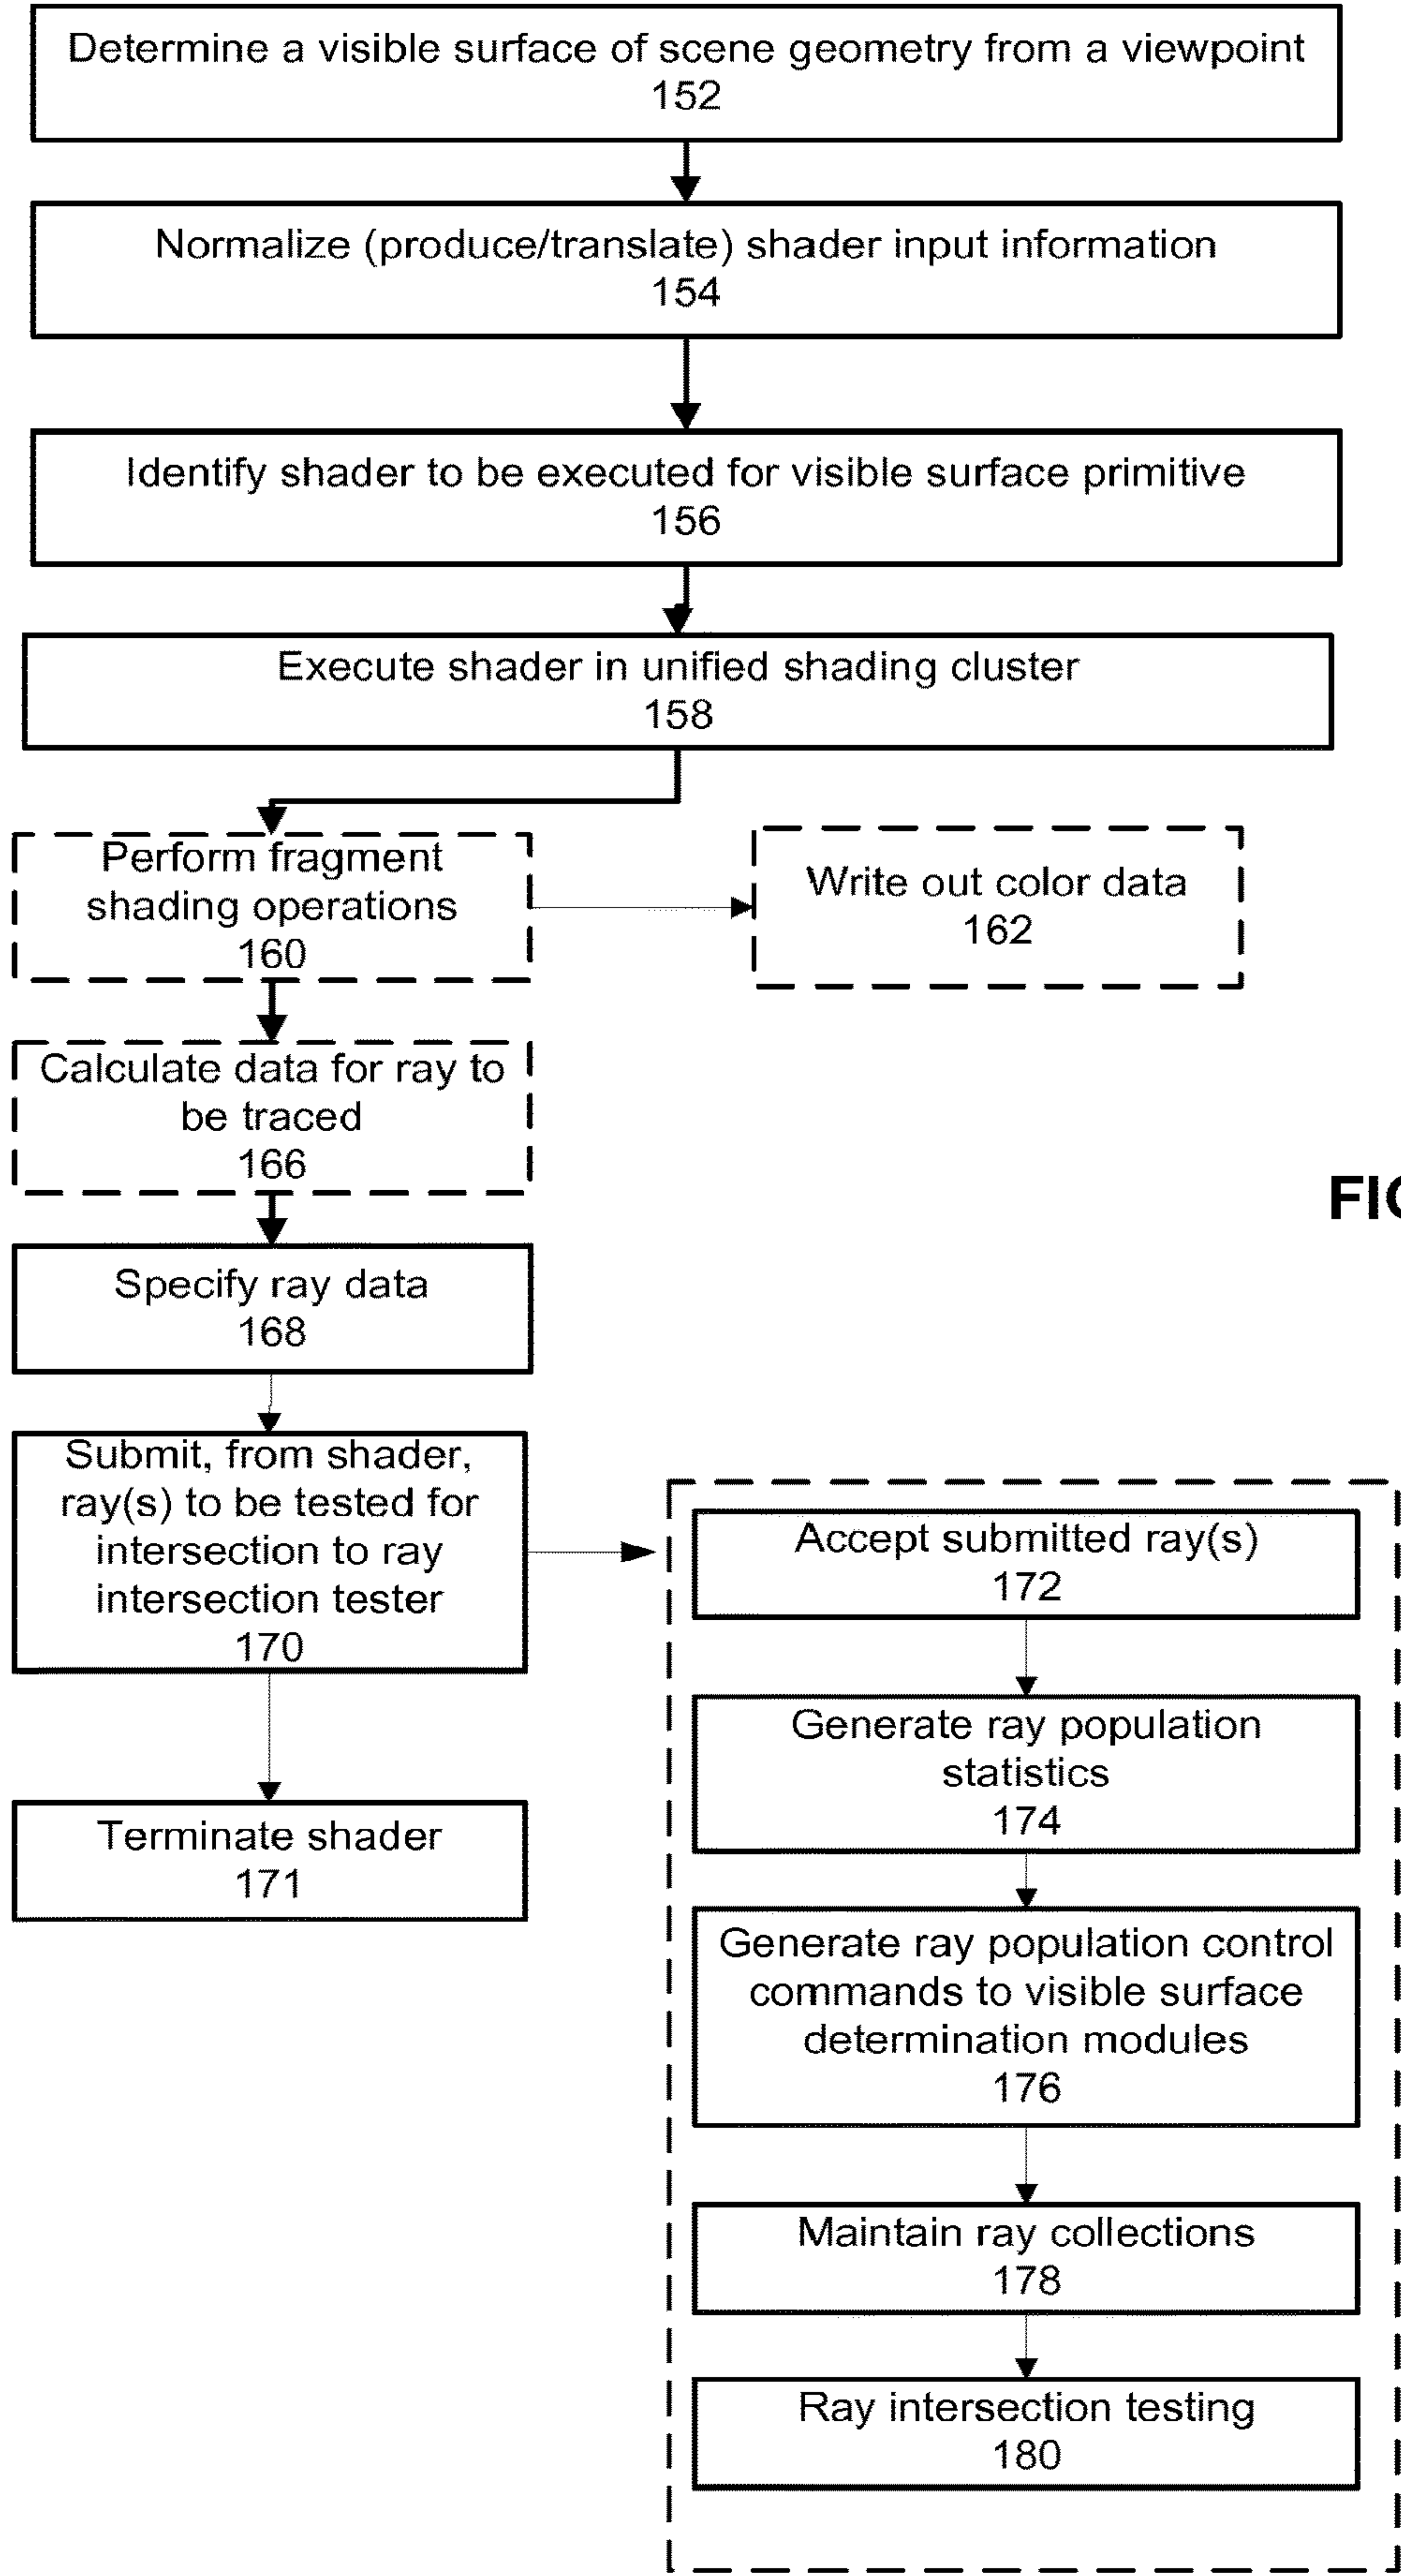 Determine a visible surface of scene geometry from a viewpoint
152
Normalize (produce/translate) shader input information
154
Identify shader to be executed for visible surface primitive
156
Execute shader in unified shading cluster
158
Perform fragment
shading operations
160
Write out color data
162
Calculate data for ray to
be traced
166
FIG
Specify ray data
168
Submit, from shader,
ray(s) to be tested for
intersection to ray
intersection tester
170
Terminate shader
171
Accept submitted ray(s)
172
Generate ray population
statistics
174
Generate ray population control
commands to visible surface
determination modules
176
Maintain ray collections
178
Ray intersection testing
180